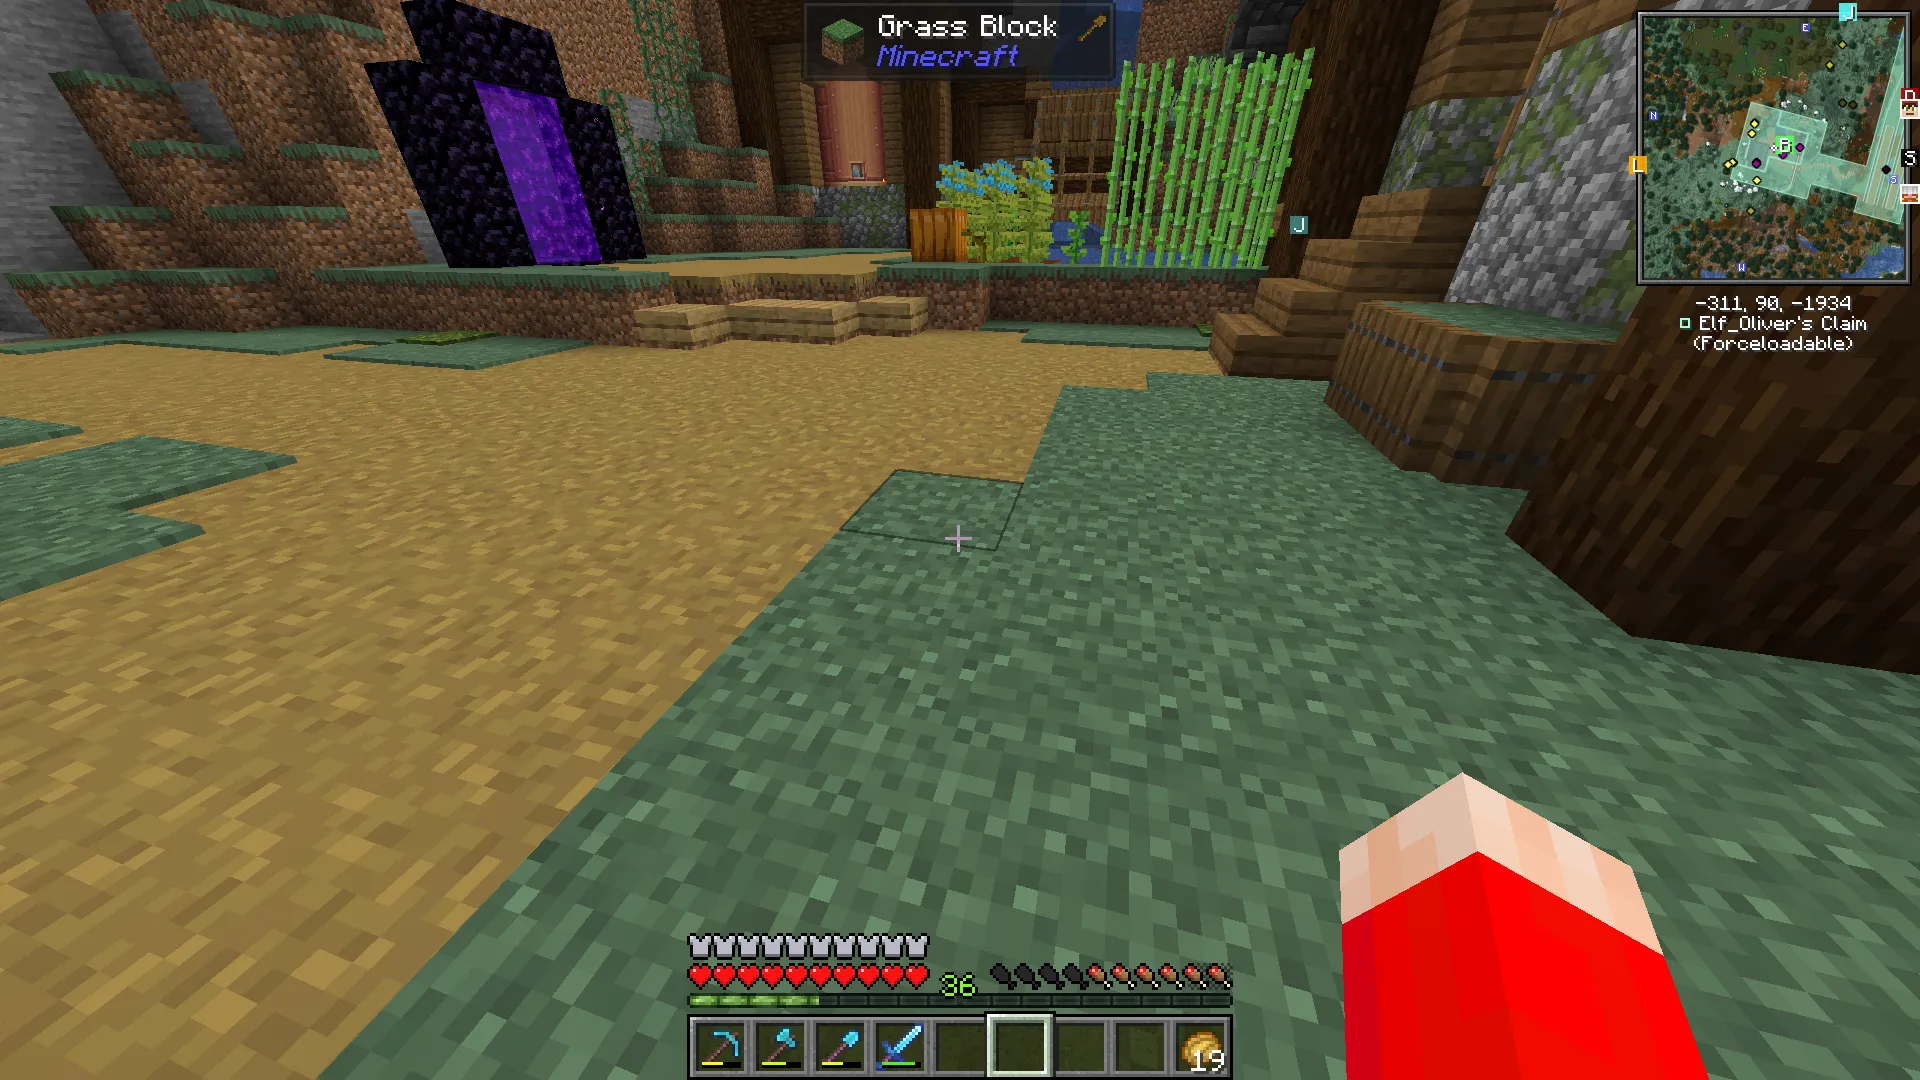 Grass Block
Minecraft
J
E
D
N
B
S
L
S
J
W
-311, 90, -1934
Elf_Oliver's Claim
(Forceloadable)
36
19